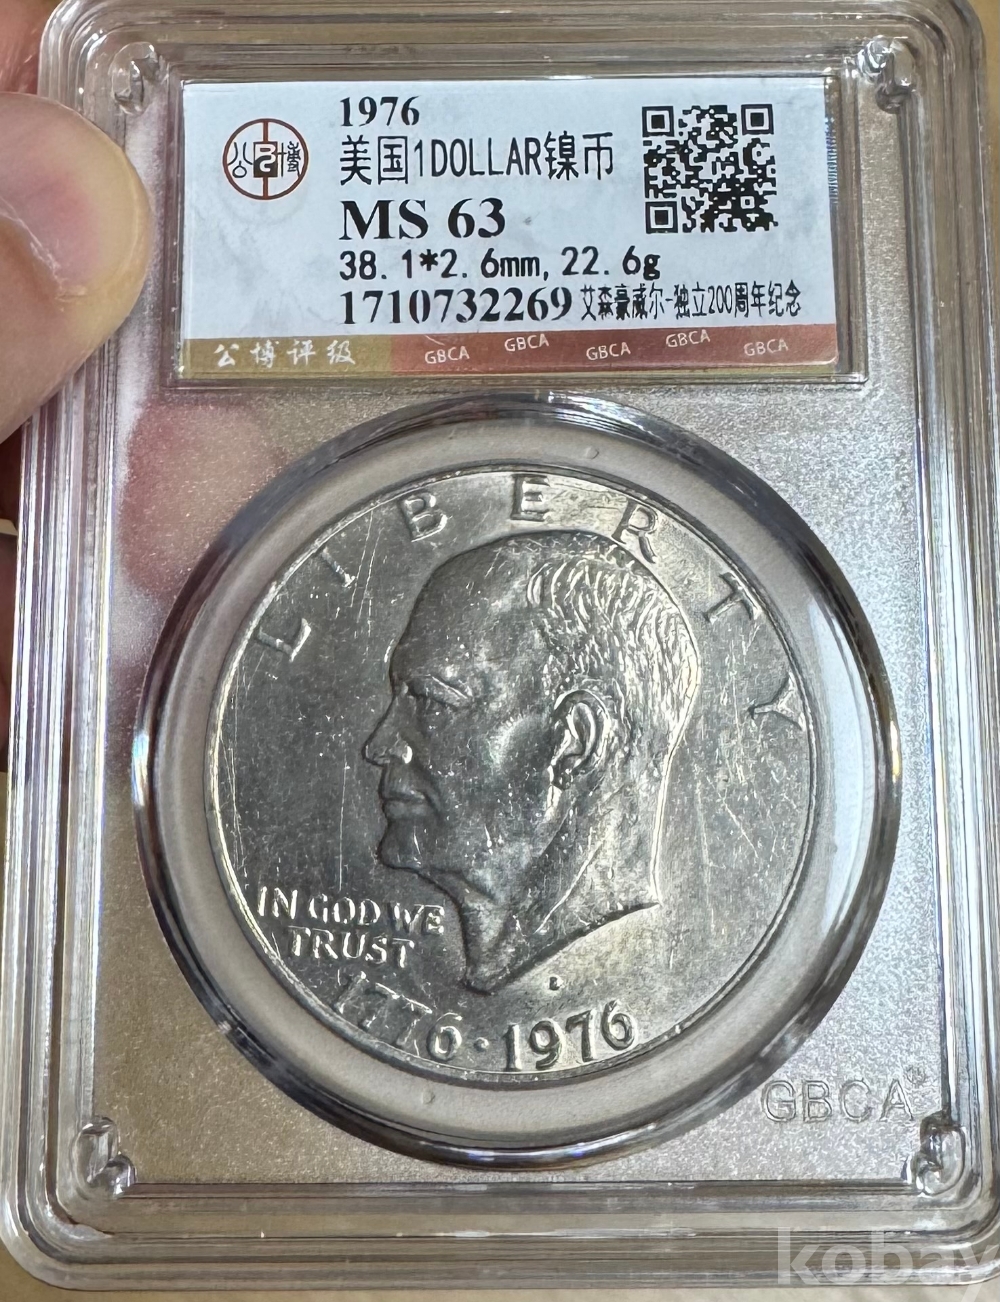 1976
公博
美国1DOLLAR镍币
MS 63
38.1*2.6mm,22.6g
1710732269 艾森豪威尔-独立200周年纪念
公博评级 GBCA GBCA GBCA GBCA GBCA
LIBERTY
IN GOD WE
TRUST
D
1776·1976
GBCA®
kobay